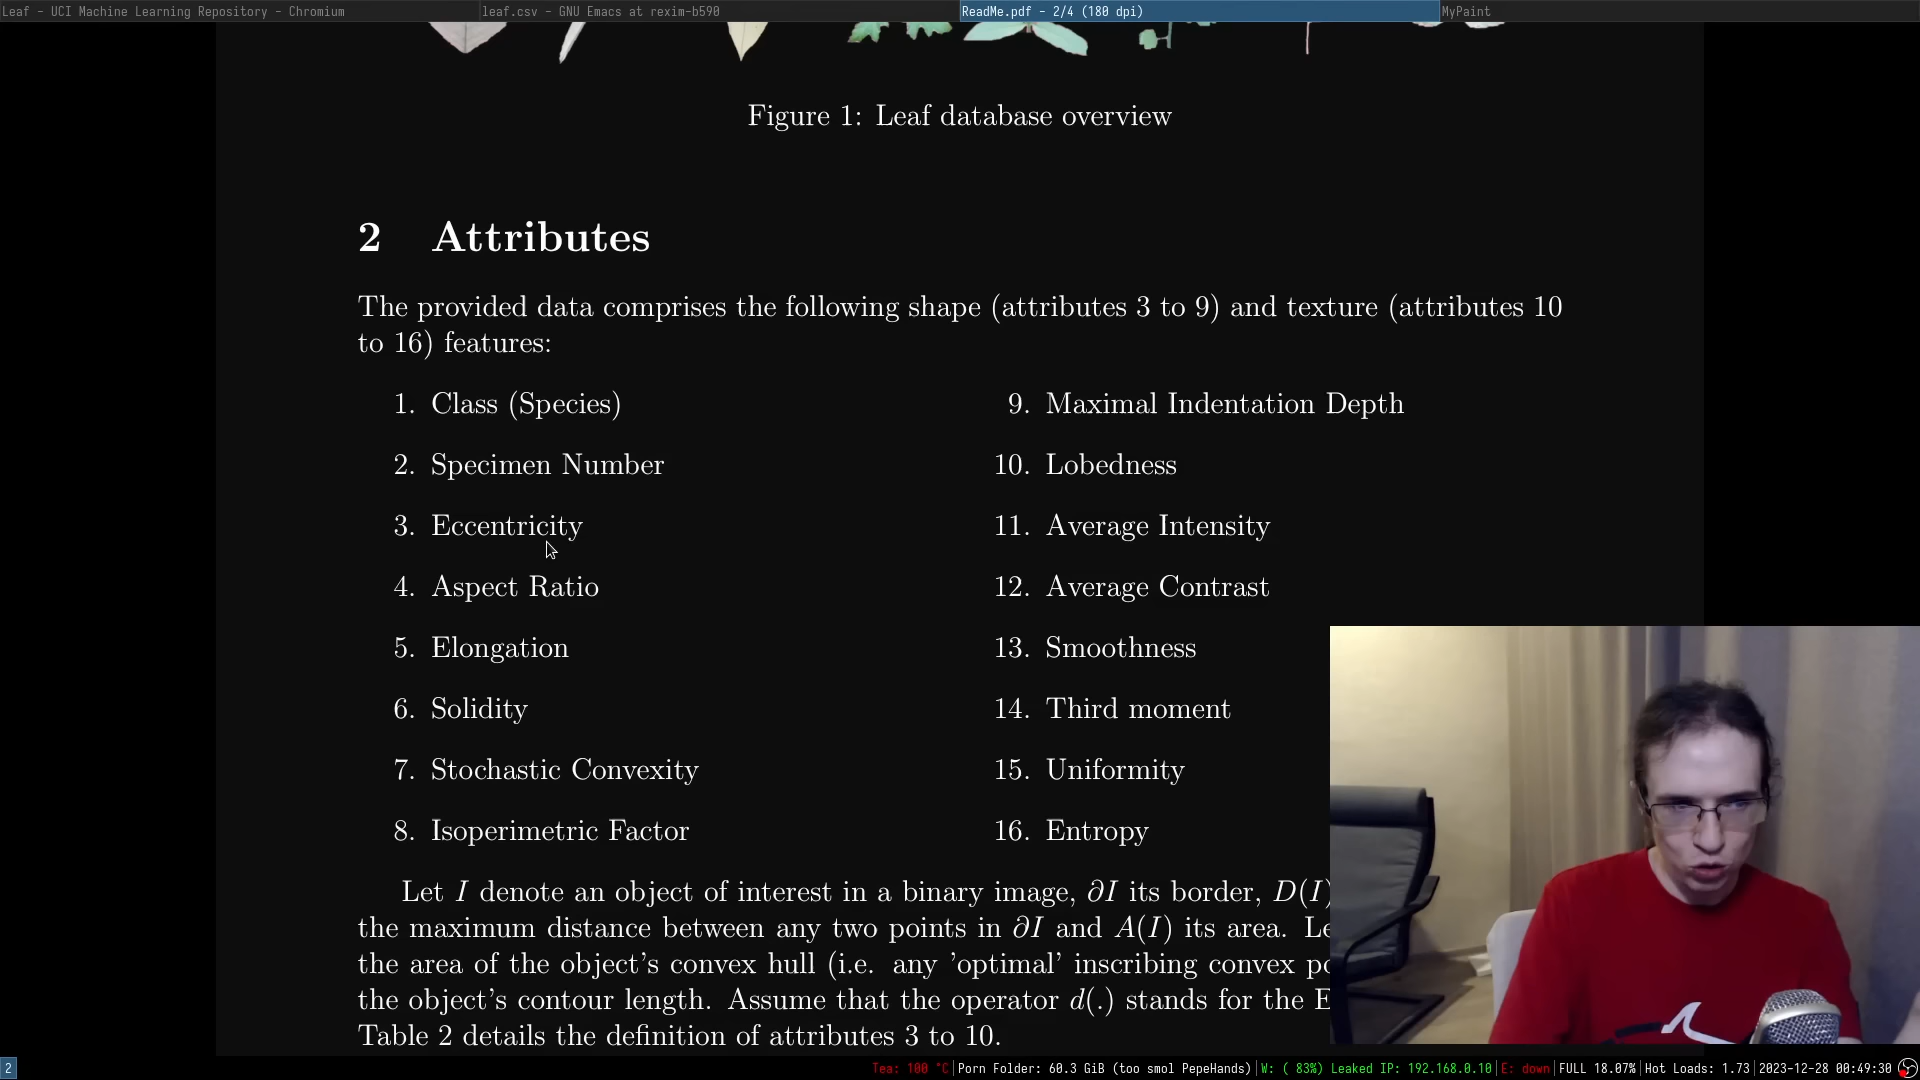 Leaf - UCI Machine Learning Repository - Chromium
leaf.csv - GNU Emacs at rexim-b590
ReadMe.pdf - 2/4 (180 dpi)
MyPaint
Figure 1: Leaf database overview
2 Attributes
The provided data comprises the following shape (attributes 3 to 9) and texture (attributes 10
to 16) features:
1. Class (Species)
2. Specimen Number
3. Eccentricity
4. Aspect Ratio
5. Elongation
6. Solidity
7. Stochastic Convexity
8. Isoperimetric Factor
9. Maximal Indentation Depth
10. Lobedness
11. Average Intensity
12. Average Contrast
13. Smoothness
14. Third moment
15. Uniformity
16. Entropy
Let I denote an object of interest in a binary image, ∂I its border, D(I)
the maximum distance between any two points in ∂I and A(I) its area. Le
the area of the object's convex hull (i.e. any 'optimal' inscribing convex po
the object's contour length. Assume that the operator d(.) stands for the E
Table 2 details the definition of attributes 3 to 10.
2
Tea: 100 °C|Porn Folder: 60.3 GiB (too smol PepeHands)|W: ( 83%) Leaked IP: 192.168.0.10|E: down|FULL 18.07%|Hot Loads: 1.73|2023-12-28 00:49:30